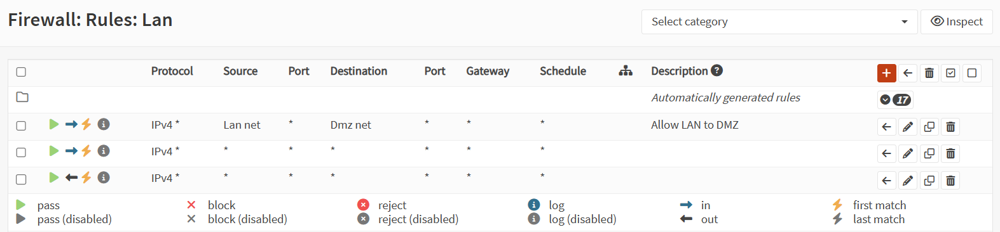 Firewall: Rules: Lan
Select category
Inspect
Protocol Source Port Destination Port Gateway Schedule Description
Automatically generated rules 17
IPv4 * Lan net * Dmz net * * * Allow LAN to DMZ
IPv4 * * * * * * *
IPv4 * * * * * * *
pass block reject log in first match
pass (disabled) block (disabled) reject (disabled) log (disabled) out last match